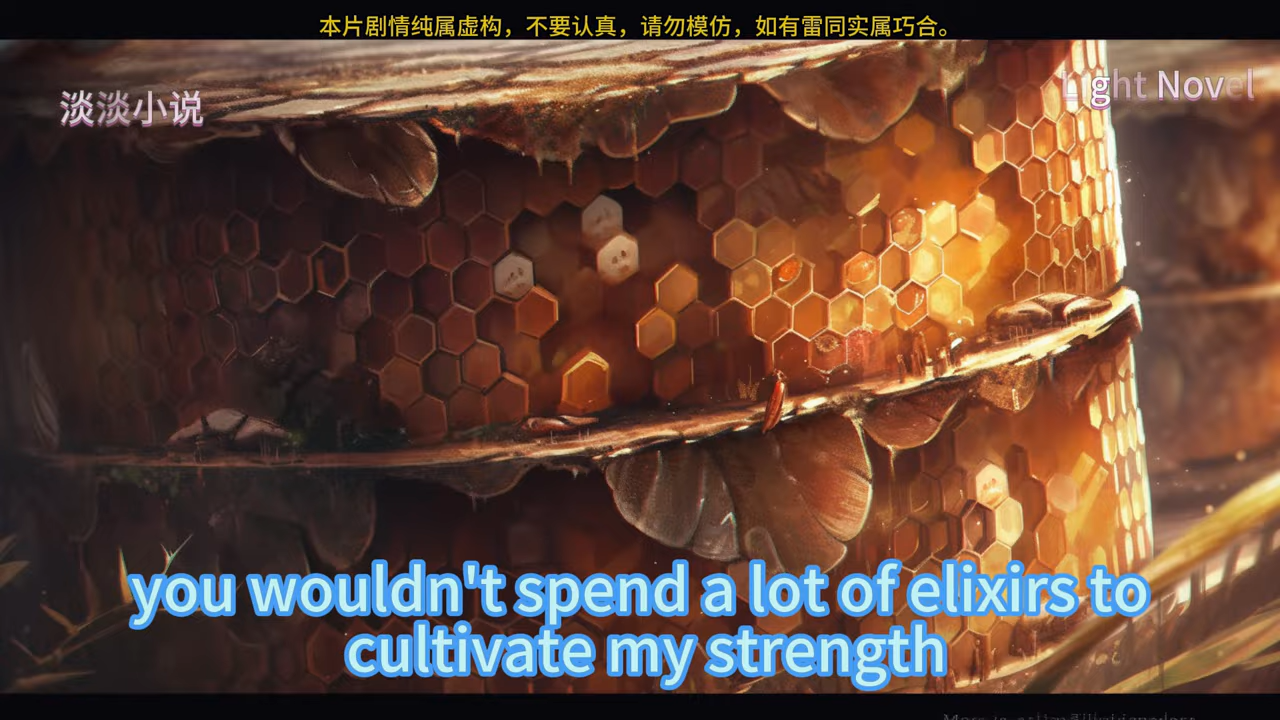 本片剧情纯属虚构，不要认真，请勿模仿，如有雷同实属巧合。
淡淡小说
Light Novel
you wouldn't spend a lot of elixirs to
cultivate my strength